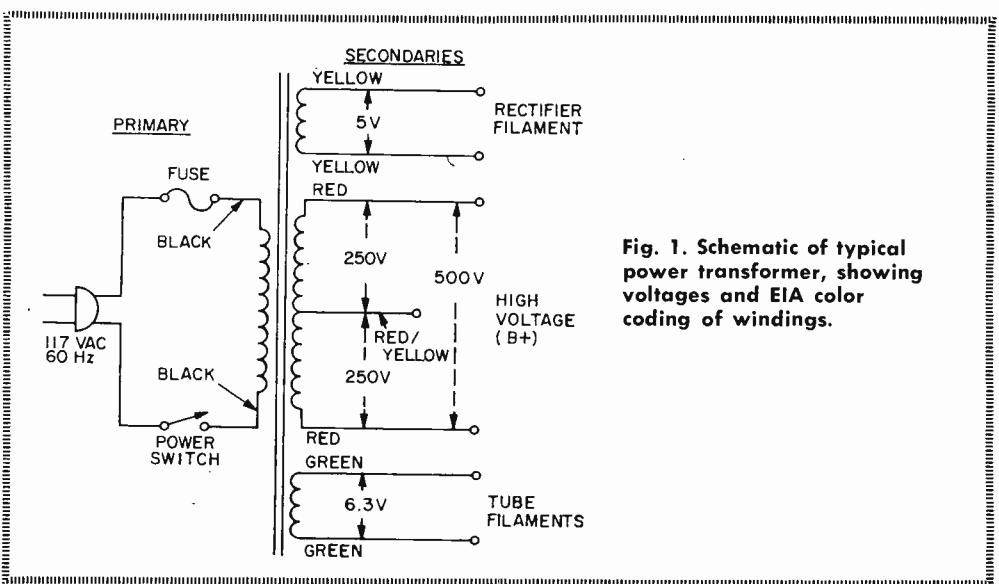 SECONDARIES
YELLOW
5V
YELLOW
RECTIFIER
FILAMENT
PRIMARY
FUSE
BLACK
117 VAC
60 Hz
BLACK
POWER
SWITCH
RED
250V
500V
RED/
YELLOW
250V
RED
HIGH
VOLTAGE
(B+)
GREEN
6.3V
GREEN
TUBE
FILAMENTS
Fig. 1. Schematic of typical
power transformer, showing
voltages and EIA color
coding of windings.